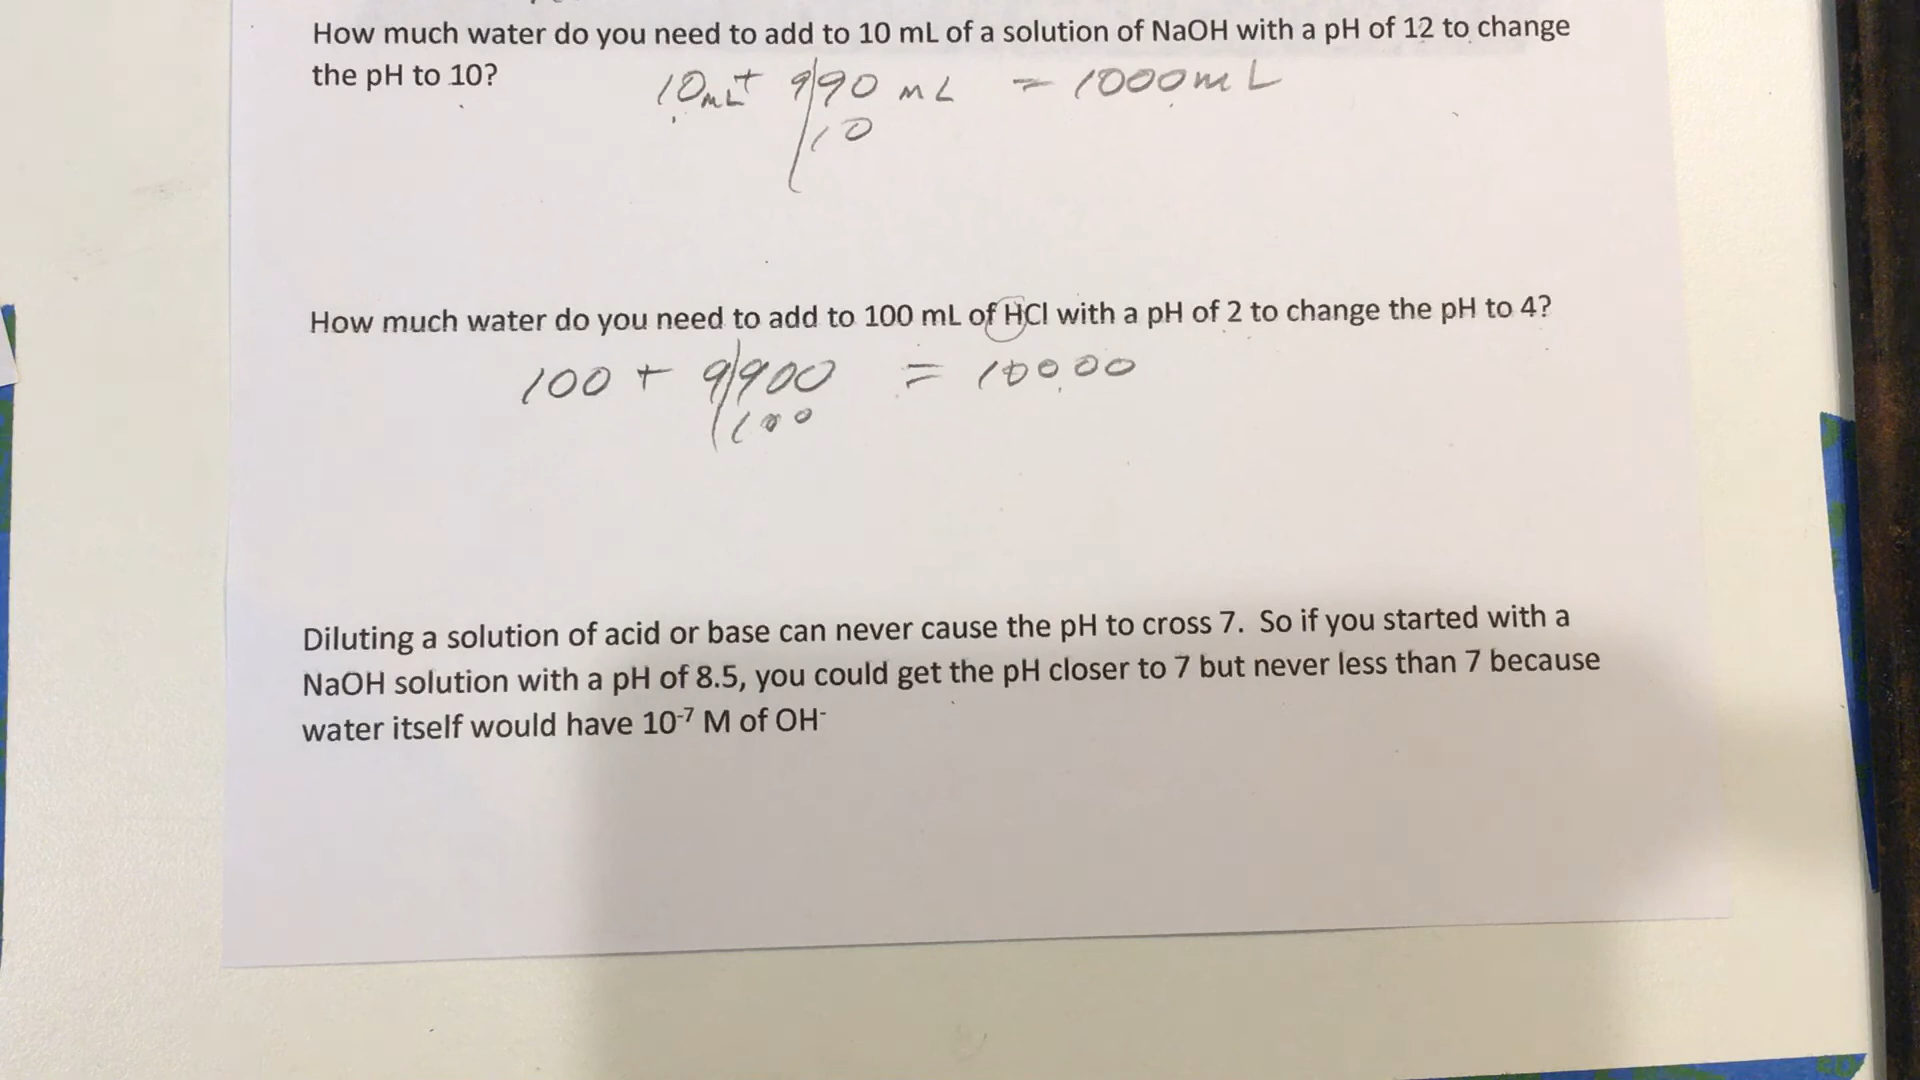 How much water do you need to add to 10 mL of a solution of NaOH with a pH of 12 to change
the pH to 10?
10mL + 990 mL = 1000mL
10
How much water do you need to add to 100 mL of HCl with a pH of 2 to change the pH to 4?
100 + 9900 = 10000
100
Diluting a solution of acid or base can never cause the pH to cross 7. So if you started with a
NaOH solution with a pH of 8.5, you could get the pH closer to 7 but never less than 7 because
water itself would have 10⁻⁷ M of OH⁻